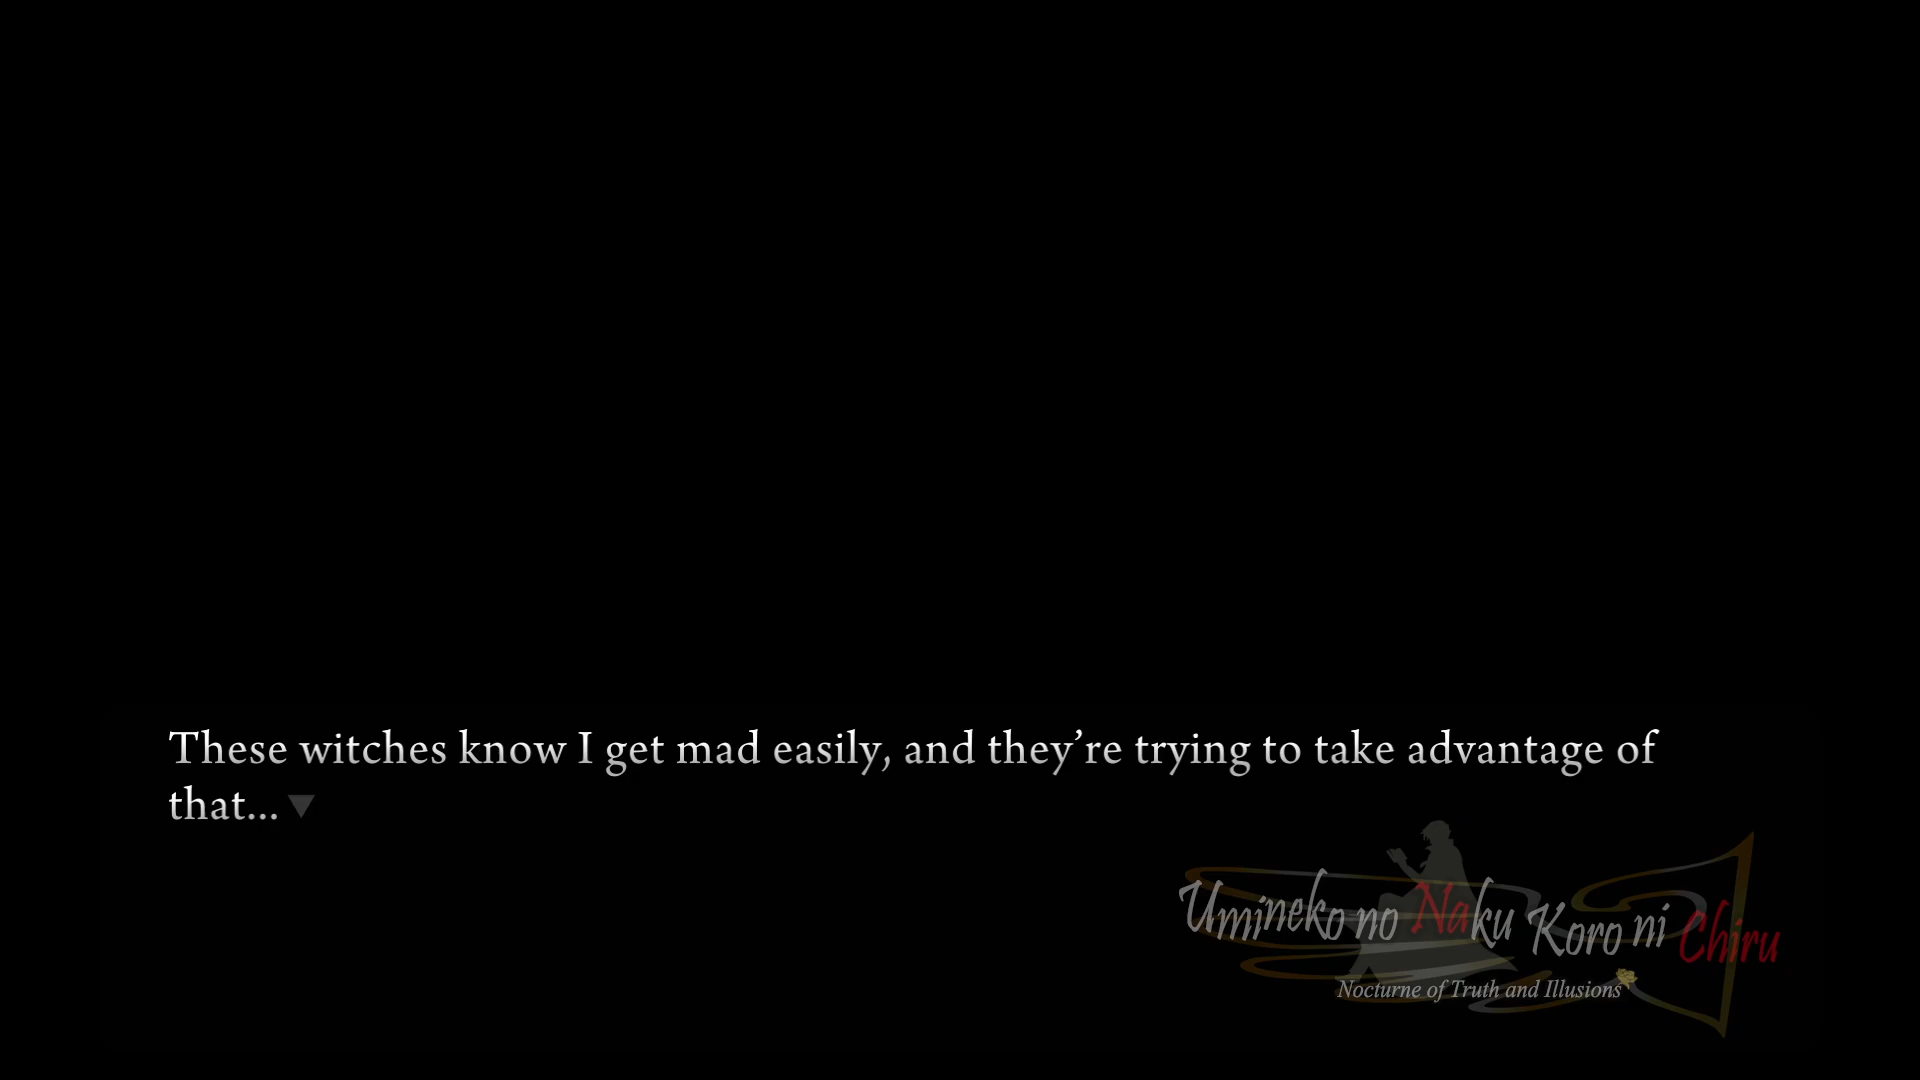 These witches know I get mad easily, and they’re trying to take advantage of
that...
Umineko no Naku Koro ni Chiru
Nocturne of Truth and Illusions